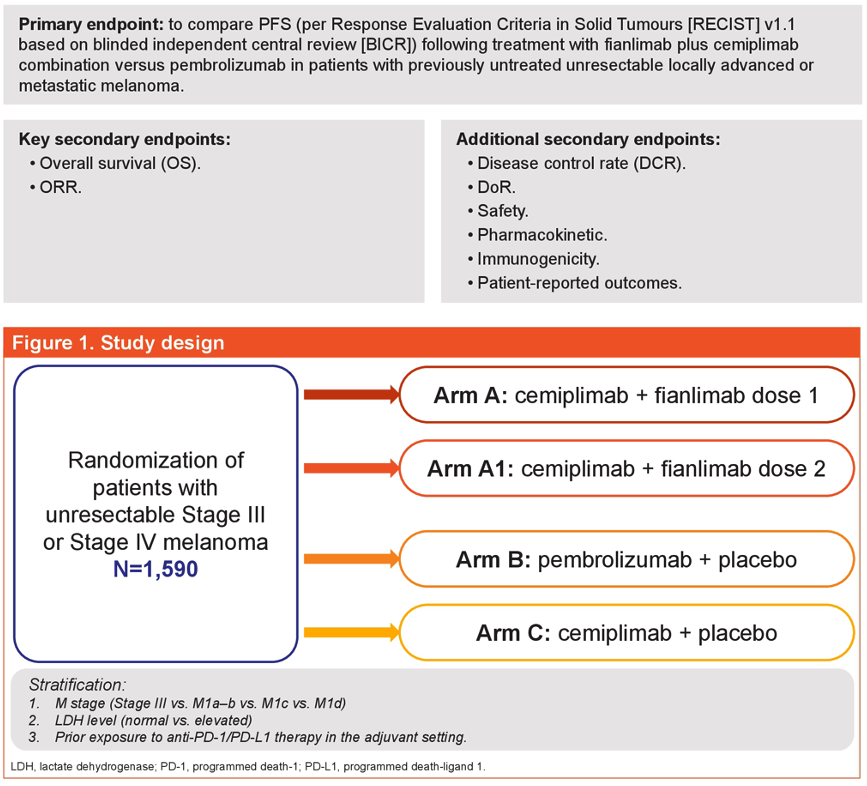 Primary endpoint: to compare PFS (per Response Evaluation Criteria in Solid Tumours [RECIST] v1.1
based on blinded independent central review [BICR]) following treatment with fianlimab plus cemiplimab
combination versus pembrolizumab in patients with previously untreated unresectable locally advanced or
metastatic melanoma.
Key secondary endpoints:
• Overall survival (OS).
• ORR.
Additional secondary endpoints:
• Disease control rate (DCR).
• DoR.
• Safety.
• Pharmacokinetic.
• Immunogenicity.
• Patient-reported outcomes.
Figure 1. Study design
Randomization of
patients with
unresectable Stage III
or Stage IV melanoma
N=1,590
Arm A: cemiplimab + fianlimab dose 1
Arm A1: cemiplimab + fianlimab dose 2
Arm B: pembrolizumab + placebo
Arm C: cemiplimab + placebo
Stratification:
1. M stage (Stage III vs. M1a–b vs. M1c vs. M1d)
2. LDH level (normal vs. elevated)
3. Prior exposure to anti-PD-1/PD-L1 therapy in the adjuvant setting.
LDH, lactate dehydrogenase; PD-1, programmed death-1; PD-L1, programmed death-ligand 1.